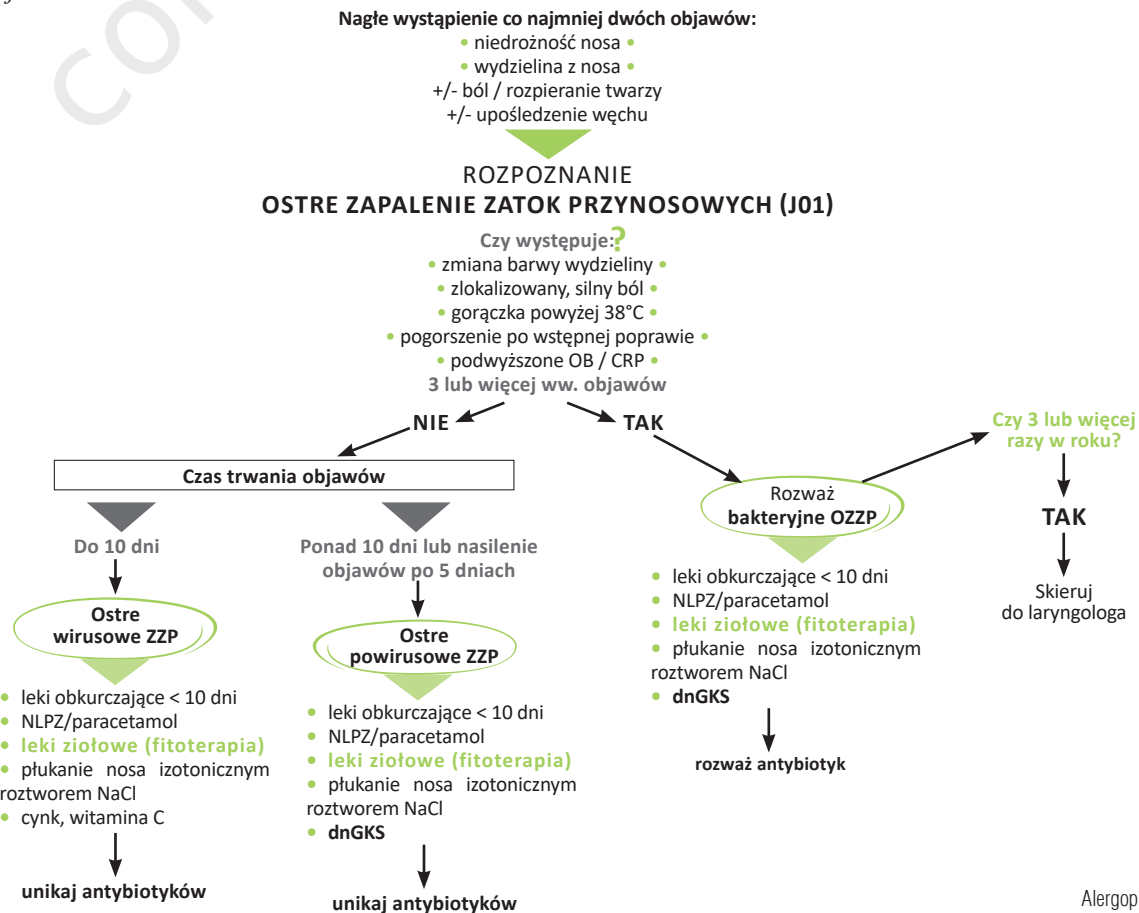 Nagłe wystąpienie co najmniej dwóch objawów:
• niedrożność nosa •
• wydzielina z nosa •
+/- ból / rozpieranie twarzy
+/- upośledzenie węchu
ROZPOZNANIE
OSTRE ZAPALENIE ZATOK PRZYNOSOWYCH (J01)
Czy występuje:?
• zmiana barwy wydzieliny •
• zlokalizowany, silny ból •
• gorączka powyżej 38°C •
• pogorszenie po wstępnej poprawie •
• podwyższone OB / CRP •
3 lub więcej ww. objawów
NIE
TAK
Czas trwania objawów
Do 10 dni
Ostre
wirusowe ZZP
• leki obkurczające < 10 dni
• NLPZ/paracetamol
• leki ziołowe (fitoterapia)
• płukanie nosa izotonicznym
roztworem NaCl
• cynk, witamina C
unikaj antybiotyków
Ponad 10 dni lub nasilenie
objawów po 5 dniach
Ostre
powirusowe ZZP
• leki obkurczające < 10 dni
• NLPZ/paracetamol
• leki ziołowe (fitoterapia)
• płukanie nosa izotonicznym
roztworem NaCl
• dnGKS
unikaj antybiotyków
Rozważ
bakteryjne OZZP
• leki obkurczające < 10 dni
• NLPZ/paracetamol
• leki ziołowe (fitoterapia)
• płukanie nosa izotonicznym
roztworem NaCl
• dnGKS
rozważ antybiotyk
Czy 3 lub więcej
razy w roku?
TAK
Skieruj
do laryngologa
Alergop